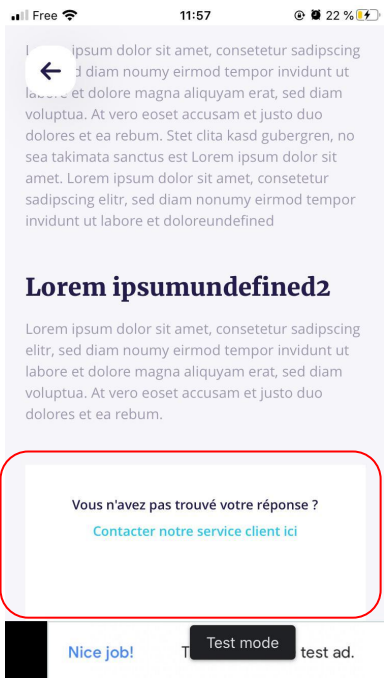 Free 11:57 22 %
L ipsum dolor sit amet, consetetur sadipscing
d diam noumy eirmod tempor invidunt ut
et dolore magna aliquyam erat, sed diam
voluptua. At vero eoset accusam et justo duo
dolores et ea rebum. Stet clita kasd gubergren, no
sea takimata sanctus est Lorem ipsum dolor sit
amet. Lorem ipsum dolor sit amet, consetetur
sadipscing elitr, sed diam nonumy eirmod tempor
invidunt ut labore et doloreundefined
Lorem ipsumundefined2
Lorem ipsum dolor sit amet, consetetur sadipscing
elitr, sed diam noumy eirmod tempor invidunt ut
labore et dolore magna aliquyam erat, sed diam
voluptua. At vero eoset accusam et justo duo
dolores et ea rebum.
Vous n'avez pas trouvé votre réponse ?
Contacter notre service client ici
Test mode
Nice job! T test ad.